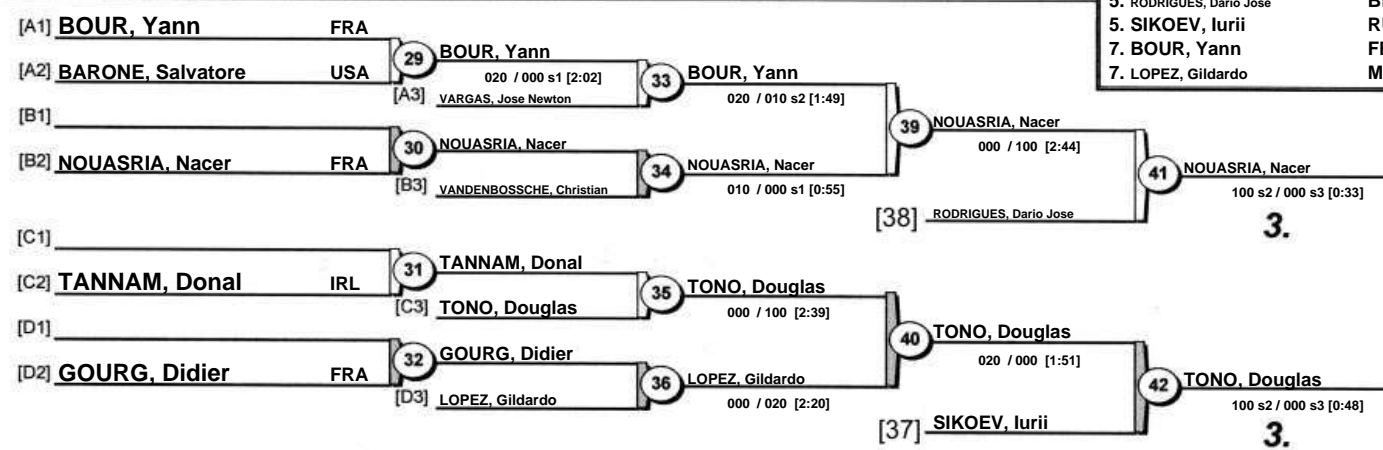 5. RODRIGUES, Dario Jose
5. SIKOEV, Iurii
7. BOUR, Yann
7. LOPEZ, Gildardo
[A1] BOUR, Yann FRA
[A2] BARONE, Salvatore USA
29 BOUR, Yann
020 / 000 s1 [2:02]
[A3] VARGAS, Jose Newton
33 BOUR, Yann
020 / 010 s2 [1:49]
[B1]
[B2] NOUASRIA, Nacer FRA
30 NOUASRIA, Nacer
[B3] VANDENBOSSCHE, Christian
34 NOUASRIA, Nacer
010 / 000 s1 [0:55]
39 NOUASRIA, Nacer
000 / 100 [2:44]
[38] RODRIGUES, Dario Jose
41 NOUASRIA, Nacer
100 s2 / 000 s3 [0:33]
3.
[C1]
[C2] TANNAM, Donal IRL
31 TANNAM, Donal
[C3] TONO, Douglas
35 TONO, Douglas
000 / 100 [2:39]
[D1]
[D2] GOURG, Didier FRA
32 GOURG, Didier
[D3] LOPEZ, Gildardo
36 LOPEZ, Gildardo
000 / 020 [2:20]
40 TONO, Douglas
020 / 000 [1:51]
[37] SIKOEV, Iurii
42 TONO, Douglas
100 s2 / 000 s3 [0:48]
3.